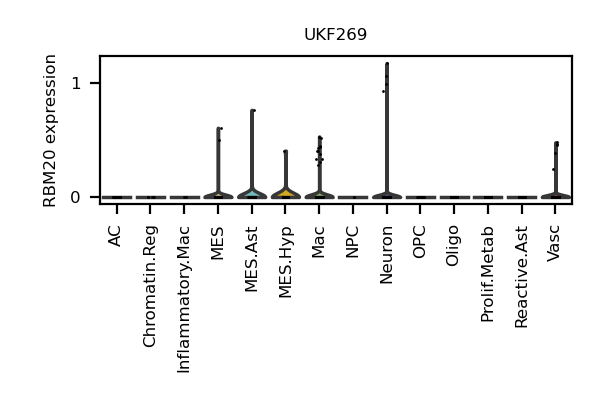 UKF269
RBM20 expression
1
0
AC
Chromatin.Reg
Inflammatory.Mac
MES
MES.Ast
MES.Hyp
Mac
NPC
Neuron
OPC
Oligo
Prolif.Metab
Reactive.Ast
Vasc